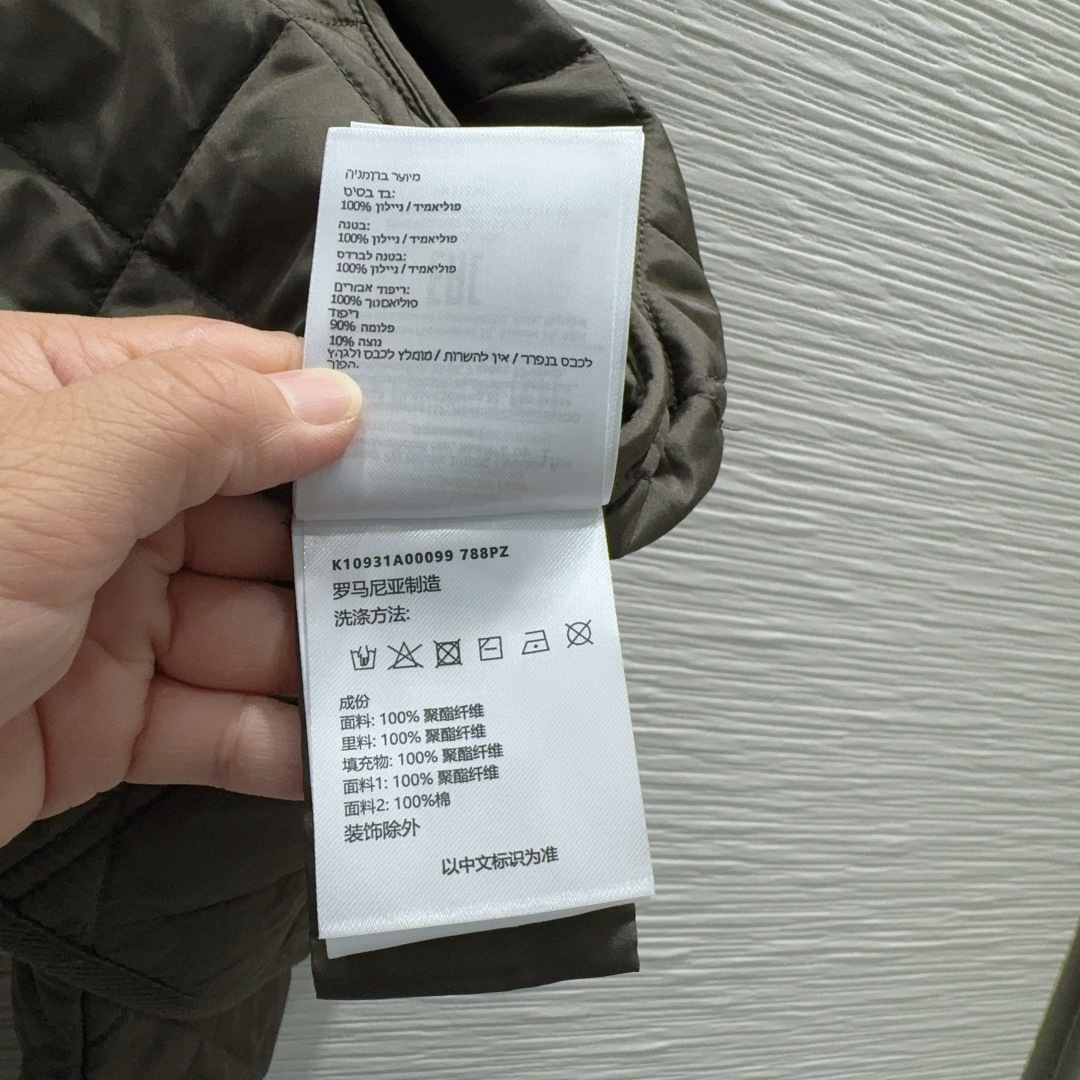 מיוער ברומניה
בד בסיס:
100% פוליאמיד / ניילון
בטנה:
100% פוליאמיד / ניילון
בטנה לברדס:
100% פוליאמיד / ניילון
ריפוד אבזרים:
100% פוליאסטר
ריפוד
90% פלומה
10% נוצה
לכבס בנפרד / אין להשרות / מומלץ לכבס ולגהץ
הפוך.
K10931A00099 788PZ
罗马尼亚制造
洗涤方法:
成份
面料: 100% 聚酯纤维
里料: 100% 聚酯纤维
填充物: 100% 聚酯纤维
面料1: 100% 聚酯纤维
面料2: 100%棉
装饰除外
以中文标识为准